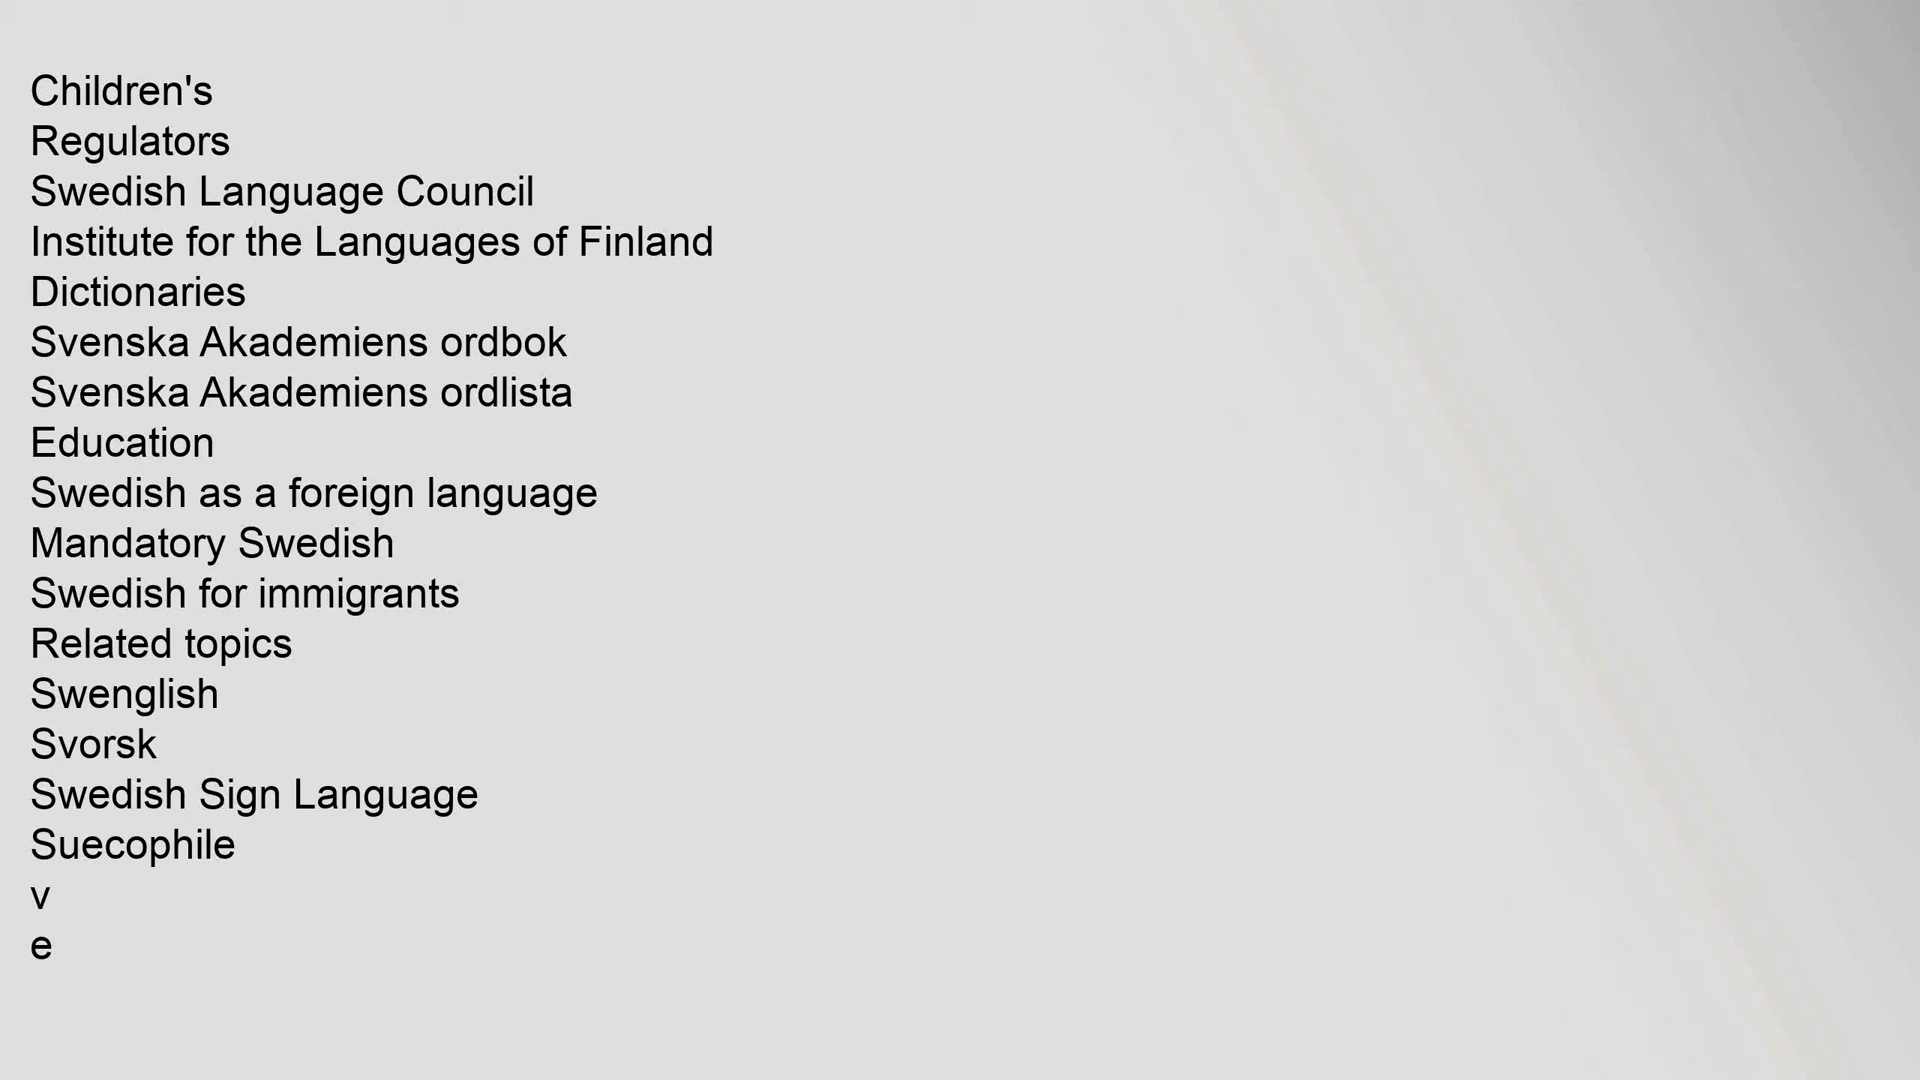 Children's
Regulators
Swedish Language Council
Institute for the Languages of Finland
Dictionaries
Svenska Akademiens ordbok
Svenska Akademiens ordlista
Education
Swedish as a foreign language
Mandatory Swedish
Swedish for immigrants
Related topics
Swenglish
Svorsk
Swedish Sign Language
Suecophile
v
e